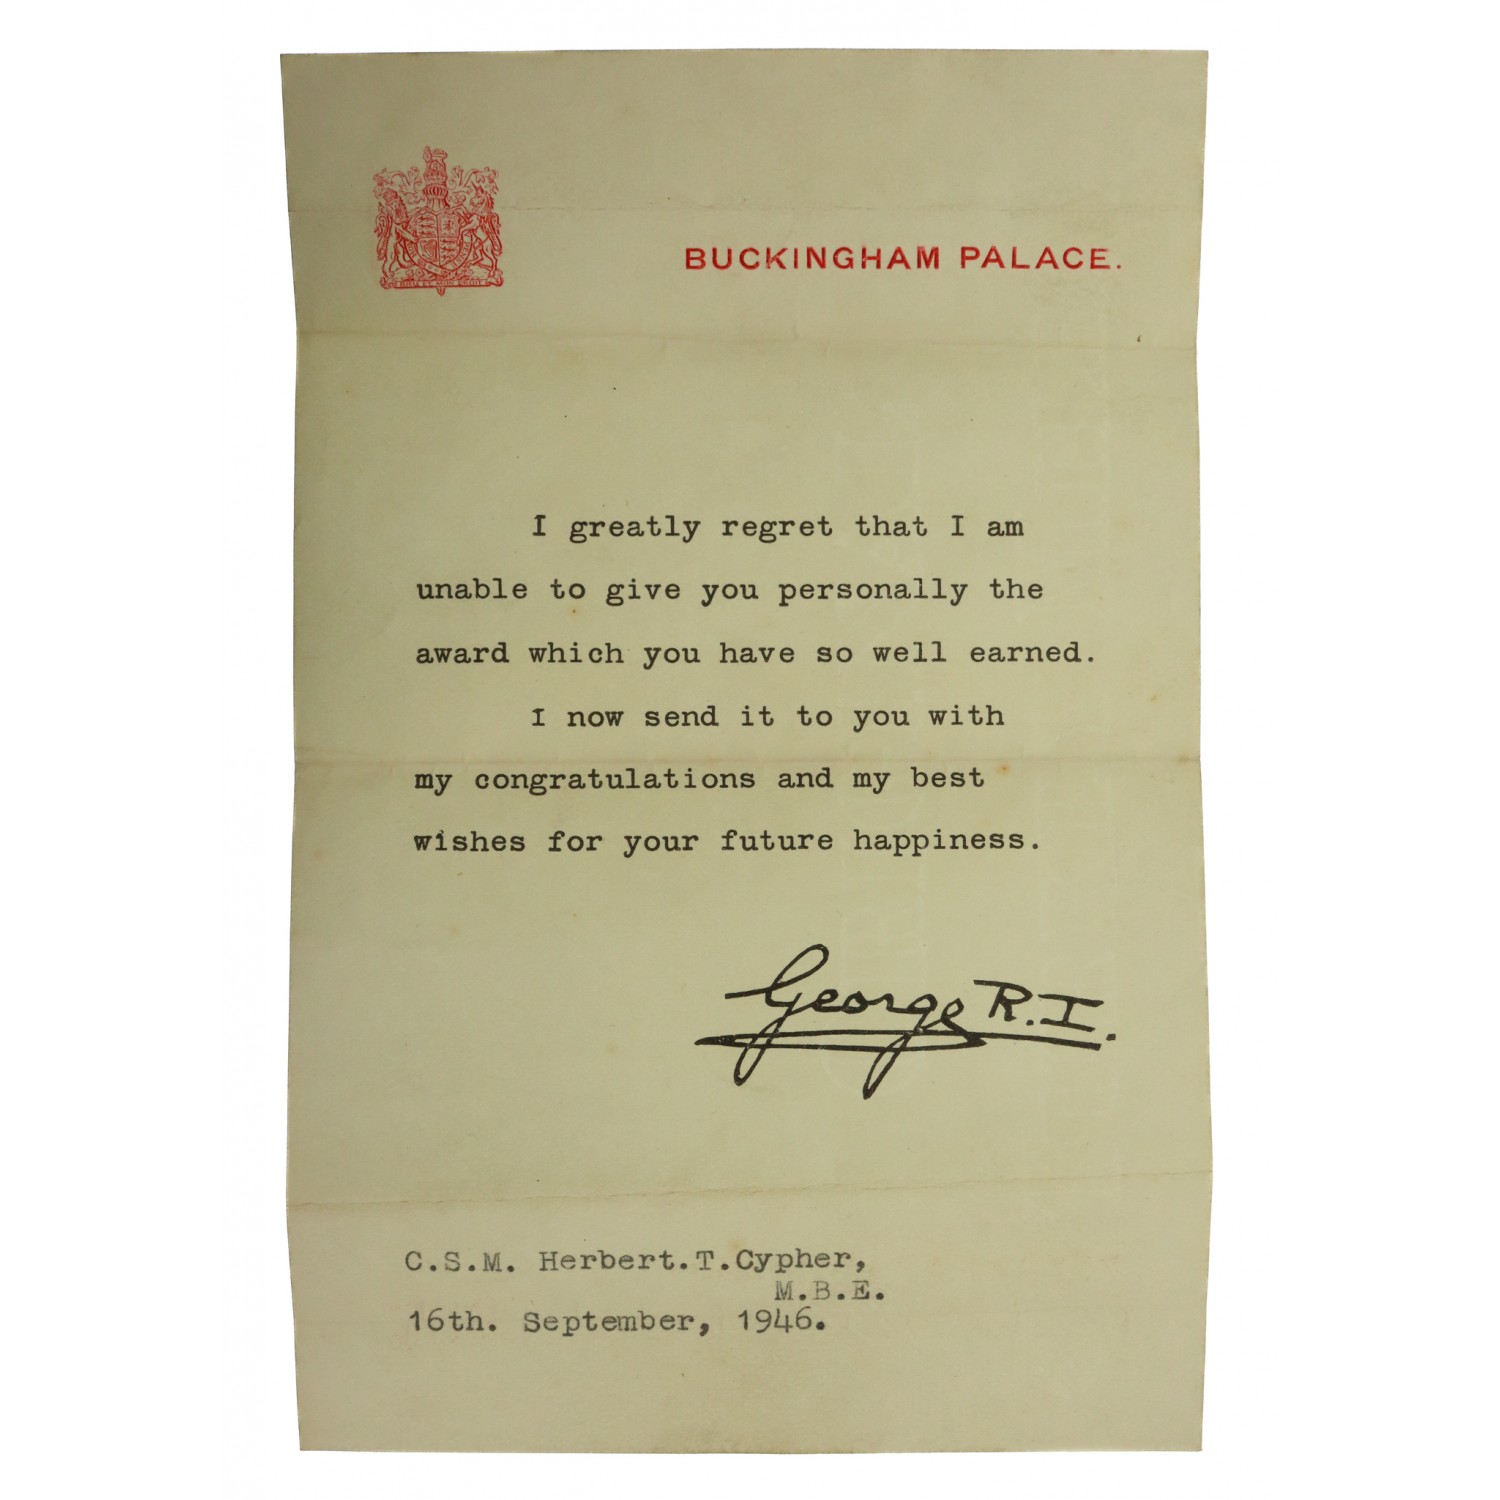 BUCKINGHAM PALACE.
I greatly regret that I am
unable to give you personally the
award which you have so well earned.
I now send it to you with
my congratulations and my best
wishes for your future happiness.
George R.I.
C.S.M. Herbert.T.Cypher,
M.B.E.
16th. September, 1946.